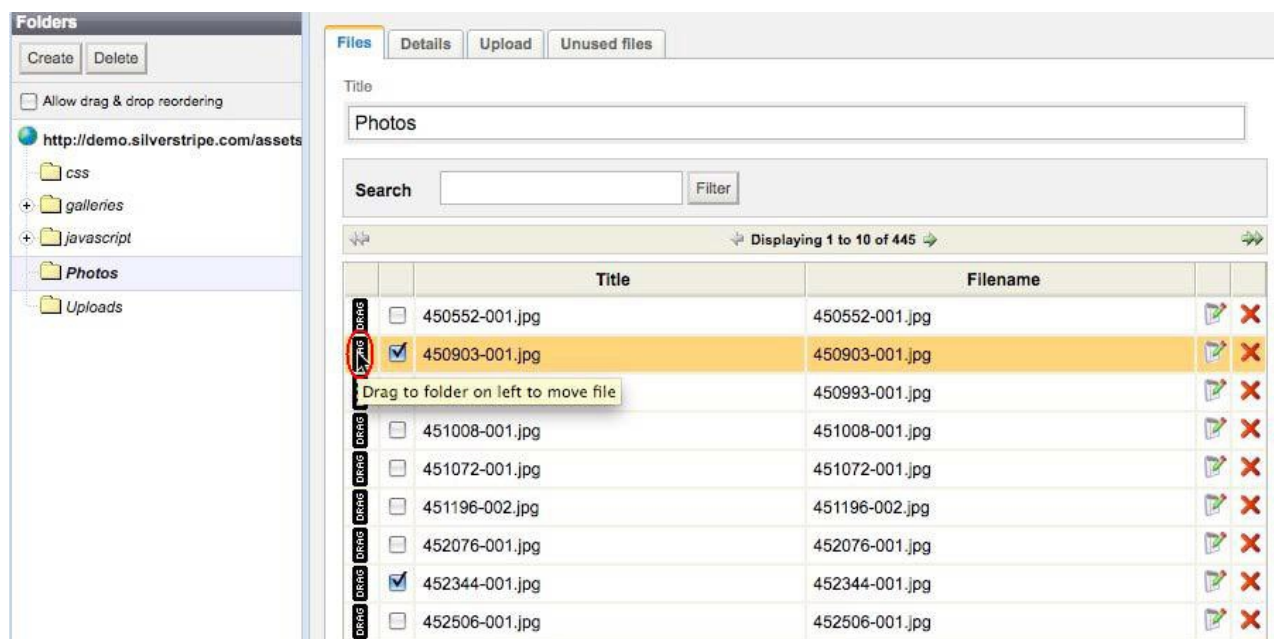 Folders
Create Delete
Allow drag & drop reordering
http://demo.silverstripe.com/assets
css
galleries
javascript
Photos
Uploads
Files Details Upload Unused files
Title
Photos
Search Filter
Displaying 1 to 10 of 445
Title Filename
DRAG 450552-001.jpg 450552-001.jpg
450903-001.jpg 450903-001.jpg
Drag to folder on left to move file 450993-001.jpg
DRAG 451008-001.jpg 451008-001.jpg
DRAG 451072-001.jpg 451072-001.jpg
DRAG 451196-002.jpg 451196-002.jpg
DRAG 452076-001.jpg 452076-001.jpg
DRAG 452344-001.jpg 452344-001.jpg
DRAG 452506-001.jpg 452506-001.jpg